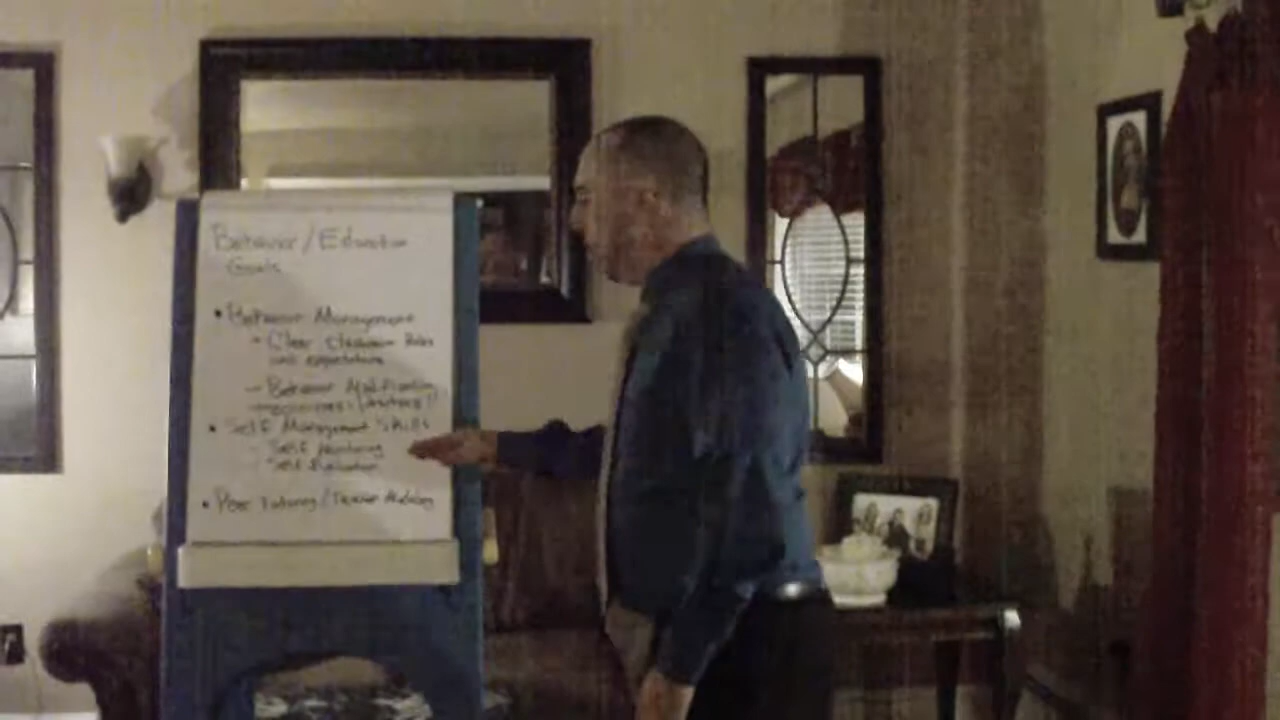 Behavior / Education
Goals
• Behavior Management
- Clear Classroom Rules
and expectations
- Behavior Modification
• Self Management Skills
- Self Monitoring
- Self Evaluation
• Peer Tutoring / Teacher Modeling